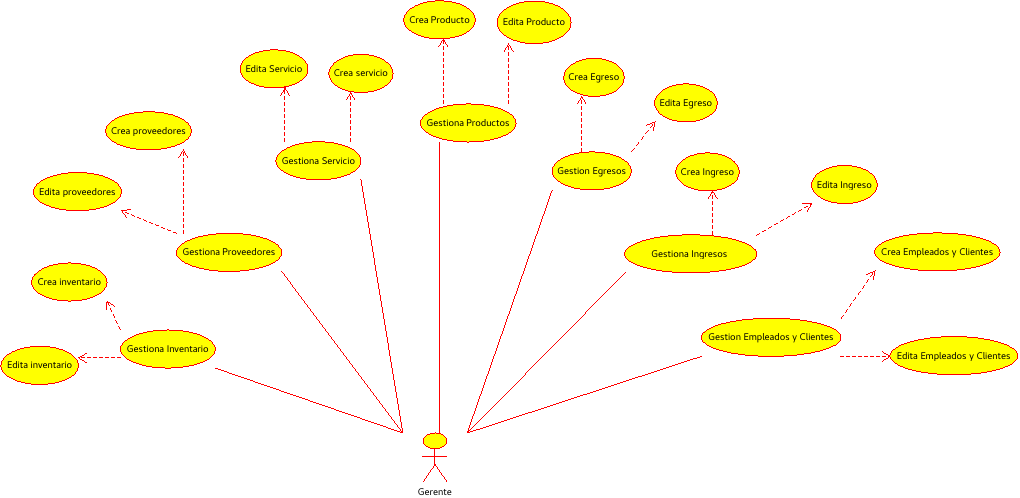 Crea Producto
Edita Producto
Edita Servicio
Crea servicio
Crea Egreso
Edita Egreso
Gestiona Productos
Crea proveedores
Gestiona Servicio
Gestion Egresos
Crea Ingreso
Edita Ingreso
Edita proveedores
Gestiona Proveedores
Gestiona Ingresos
Crea Empleados y Clientes
Crea inventario
Gestiona Inventario
Gestion Empleados y Clientes
Edita inventario
Edita Empleados y Clientes
Gerente